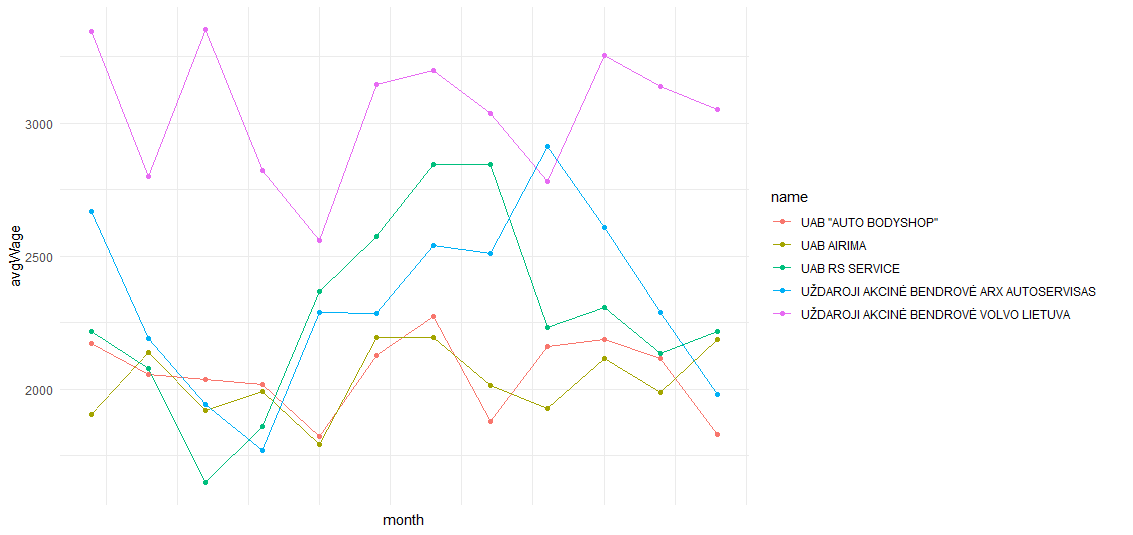 avgWage
3000
2500
2000
month
name
UAB "AUTO BODYSHOP"
UAB AIRIMA
UAB RS SERVICE
UŽDAROJI AKCINĖ BENDROVĖ ARX AUTOSERVISAS
UŽDAROJI AKCINĖ BENDROVĖ VOLVO LIETUVA